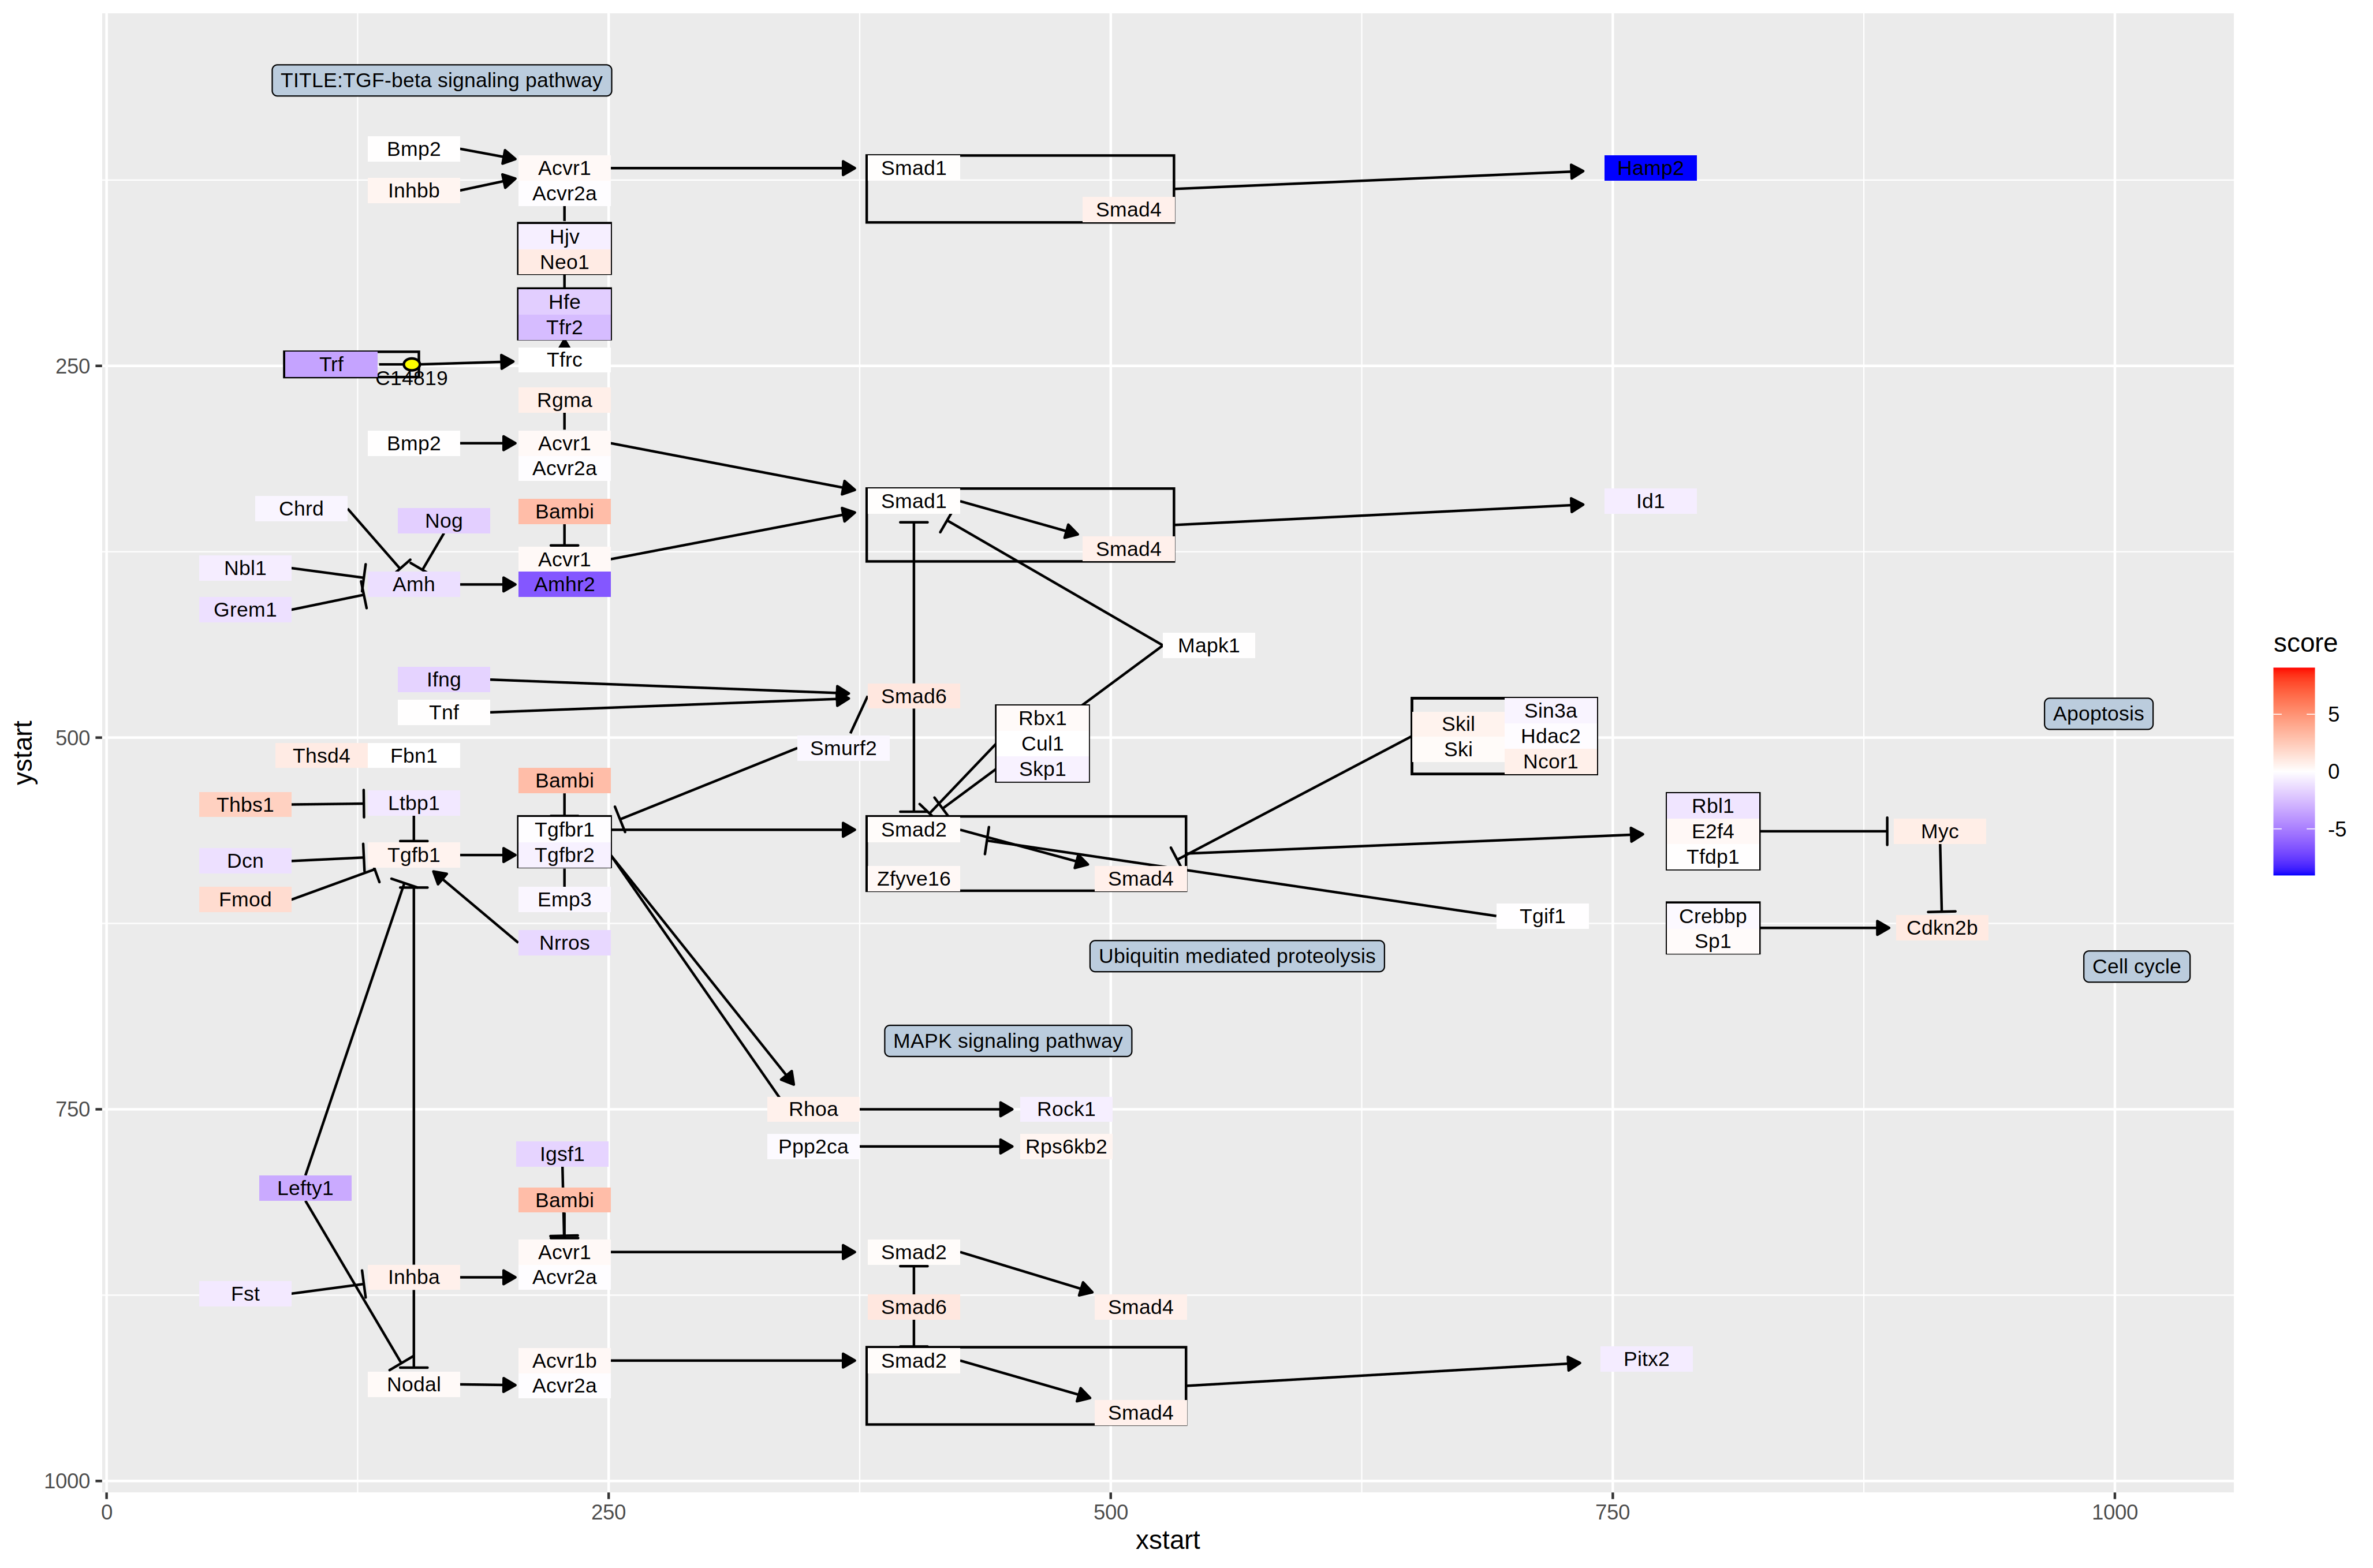 TITLE:TGF-beta signaling pathway
Bmp2
Inhbb
Acvr1
Acvr2a
Smad1
Smad4
Hamp2
Hjv
Neo1
Hfe
Tfr2
Trf
C14819
Tfrc
Rgma
Bmp2
Acvr1
Acvr2a
Chrd
Nog
Bambi
Smad1
Id1
Nbl1
Amh
Acvr1
Amhr2
Smad4
Grem1
Mapk1
Ifng
Tnf
Smad6
Smurf2
Rbx1
Cul1
Skp1
Skil
Ski
Sin3a
Hdac2
Ncor1
Apoptosis
Thsd4
Fbn1
Bambi
Thbs1
Ltbp1
Tgfbr1
Tgfbr2
Smad2
Rbl1
E2f4
Tfdp1
Myc
Dcn
Tgfb1
Zfyve16
Smad4
Fmod
Emp3
Nrros
Tgif1
Crebbp
Sp1
Cdkn2b
Ubiquitin mediated proteolysis
Cell cycle
MAPK signaling pathway
Rhoa
Rock1
Ppp2ca
Rps6kb2
Igsf1
Lefty1
Bambi
Acvr1
Acvr2a
Smad2
Fst
Inhba
Smad6
Smad4
Nodal
Acvr1b
Acvr2a
Smad2
Pitx2
Smad4
ystart
250
500
750
1000
0
250
500
750
1000
xstart
score
5
0
-5